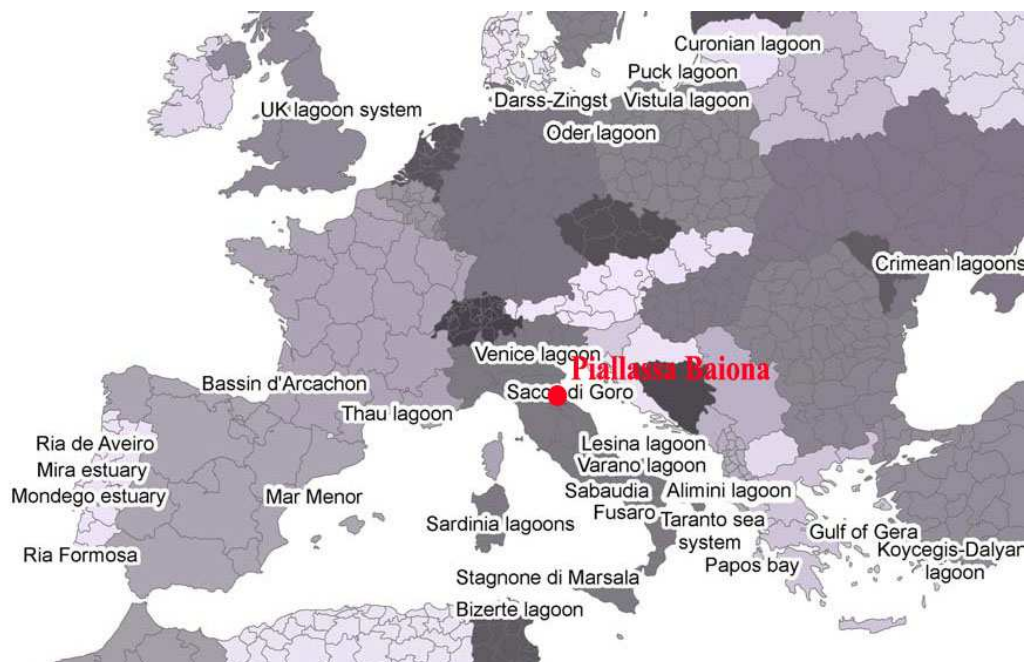 Curonian lagoon
Puck lagoon
Darss-Zingst
Vistula lagoon
UK lagoon system
Oder lagoon
Crimean lagoons
Venice lagoon
Piallassa Baiona
Bassin d'Arcachon
Sacca di Goro
Thau lagoon
Ria de Aveiro
Lesina lagoon
Mira estuary
Varano lagoon
Mondego estuary
Mar Menor
Sabaudia
Alimini lagoon
Sardinia lagoons
Fusaro
Taranto sea
system
Gulf of Gera
Ria Formosa
Papos bay
Koycegis-Dalyan
lagoon
Stagnone di Marsala
Bizerte lagoon